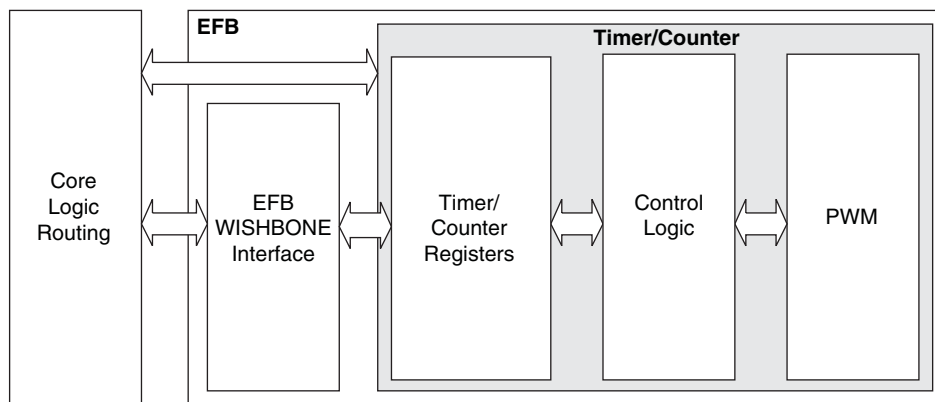 EFB
Timer/Counter
Core
Logic
Routing
EFB
WISHBONE
Interface
Timer/
Counter
Registers
Control
Logic
PWM